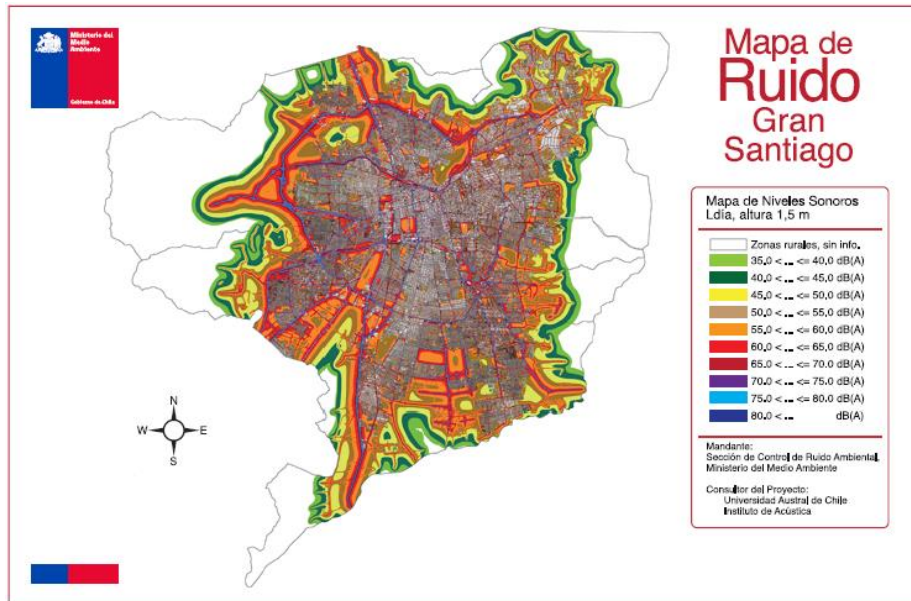 Ministerio del
Medio
Ambiente
Gobierno de Chile
Mapa de
Ruido
Gran
Santiago
Mapa de Niveles Sonoros
Ldía, altura 1,5 m
Zonas rurales, sin info.
35.0 < ... <= 40,0 dB(A)
40.0 < ... <= 45,0 dB(A)
45.0 < ... <= 50,0 dB(A)
50.0 < ... <= 55,0 dB(A)
55.0 < ... <= 60,0 dB(A)
60.0 < ... <= 65,0 dB(A)
65.0 < ... <= 70.0 dB(A)
70.0 < ... <= 75.0 dB(A)
75.0 < ... <= 80.0 dB(A)
80.0 < ... dB(A)
Mandante:
Sección de Control de Ruido Ambiental,
Ministerio del Medio Ambiente
Consultor del Proyecto:
Universidad Austral de Chile
Instituto de Acústica
N
W E
S